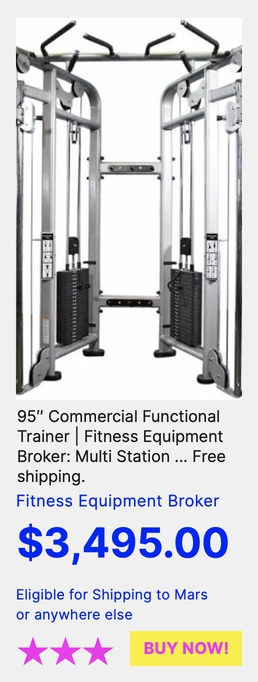 95″ Commercial Functional
Trainer | Fitness Equipment
Broker: Multi Station ... Free
shipping.
Fitness Equipment Broker
$3,495.00
Eligible for Shipping to Mars
or anywhere else
BUY NOW!